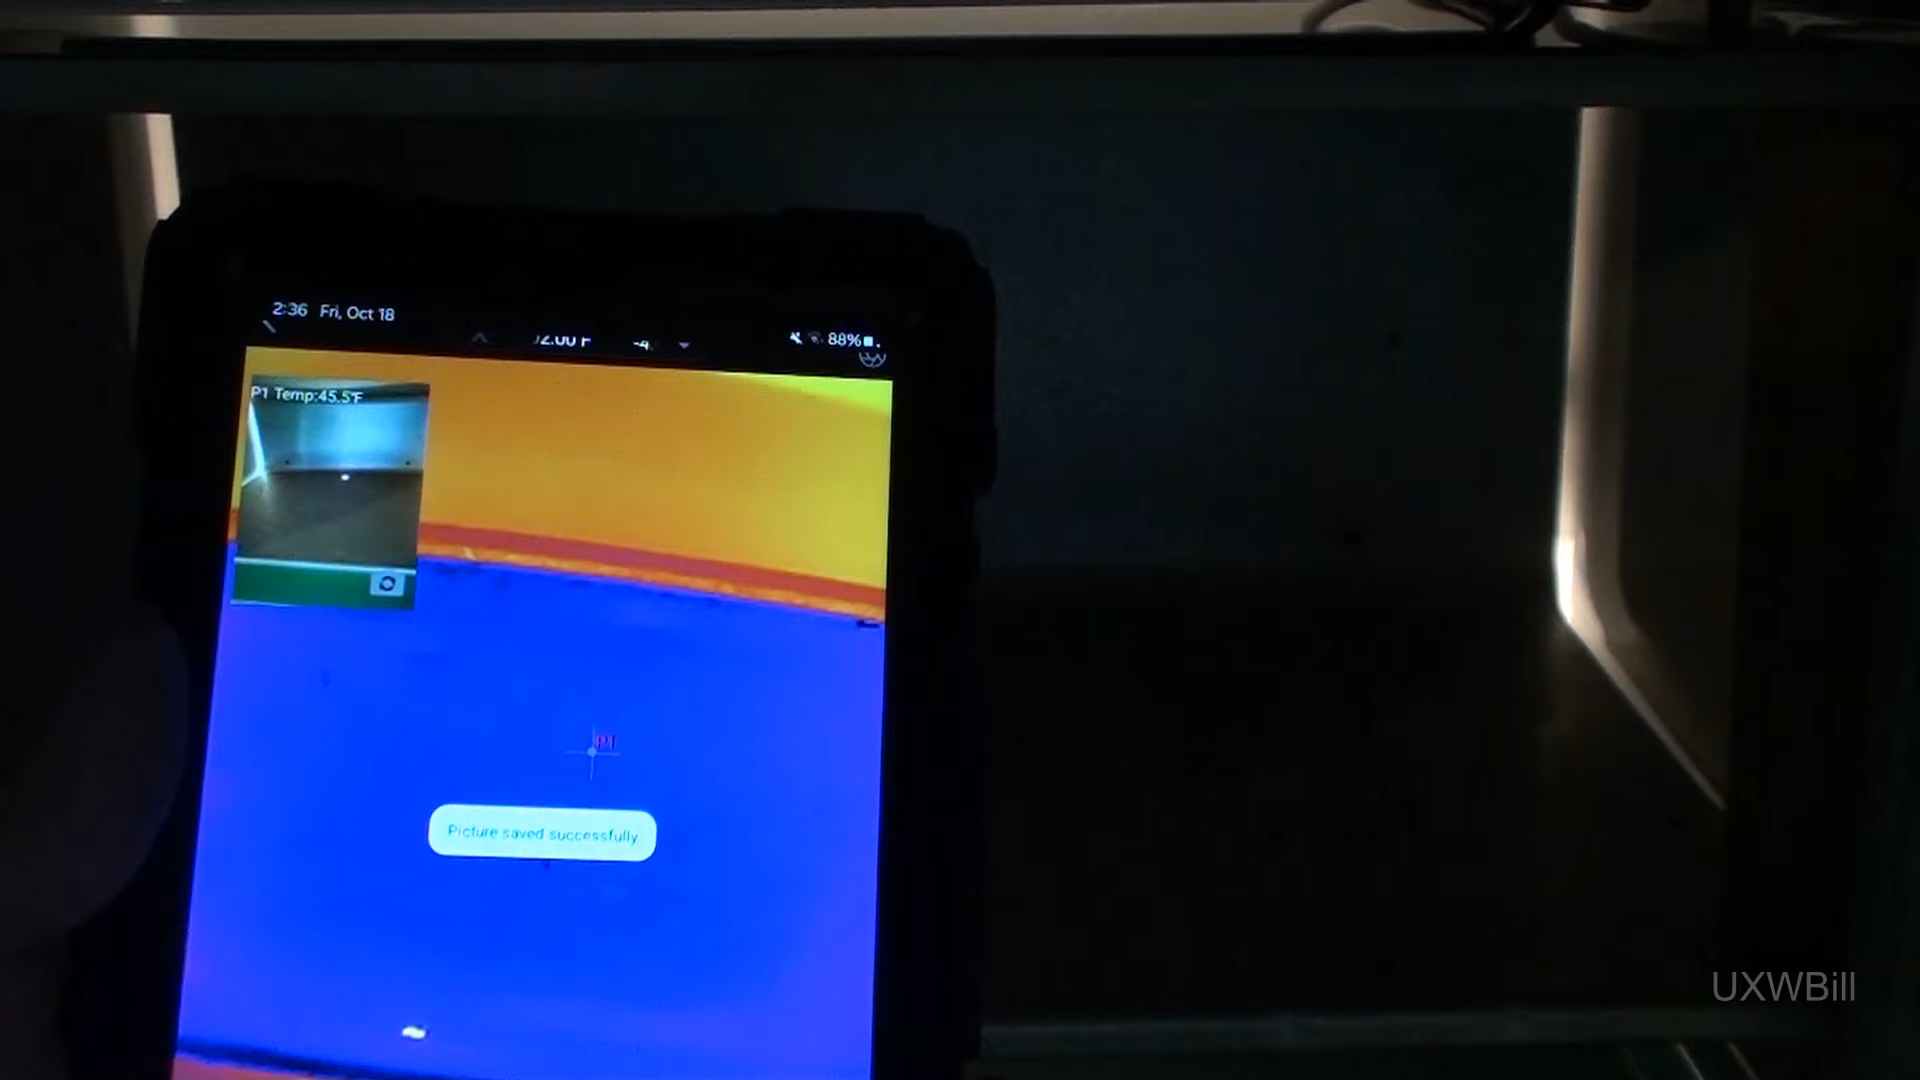 2:36 Fri, Oct 18
88%
P1 Temp:45.5°F
P1
Picture saved successfully
UXWBill